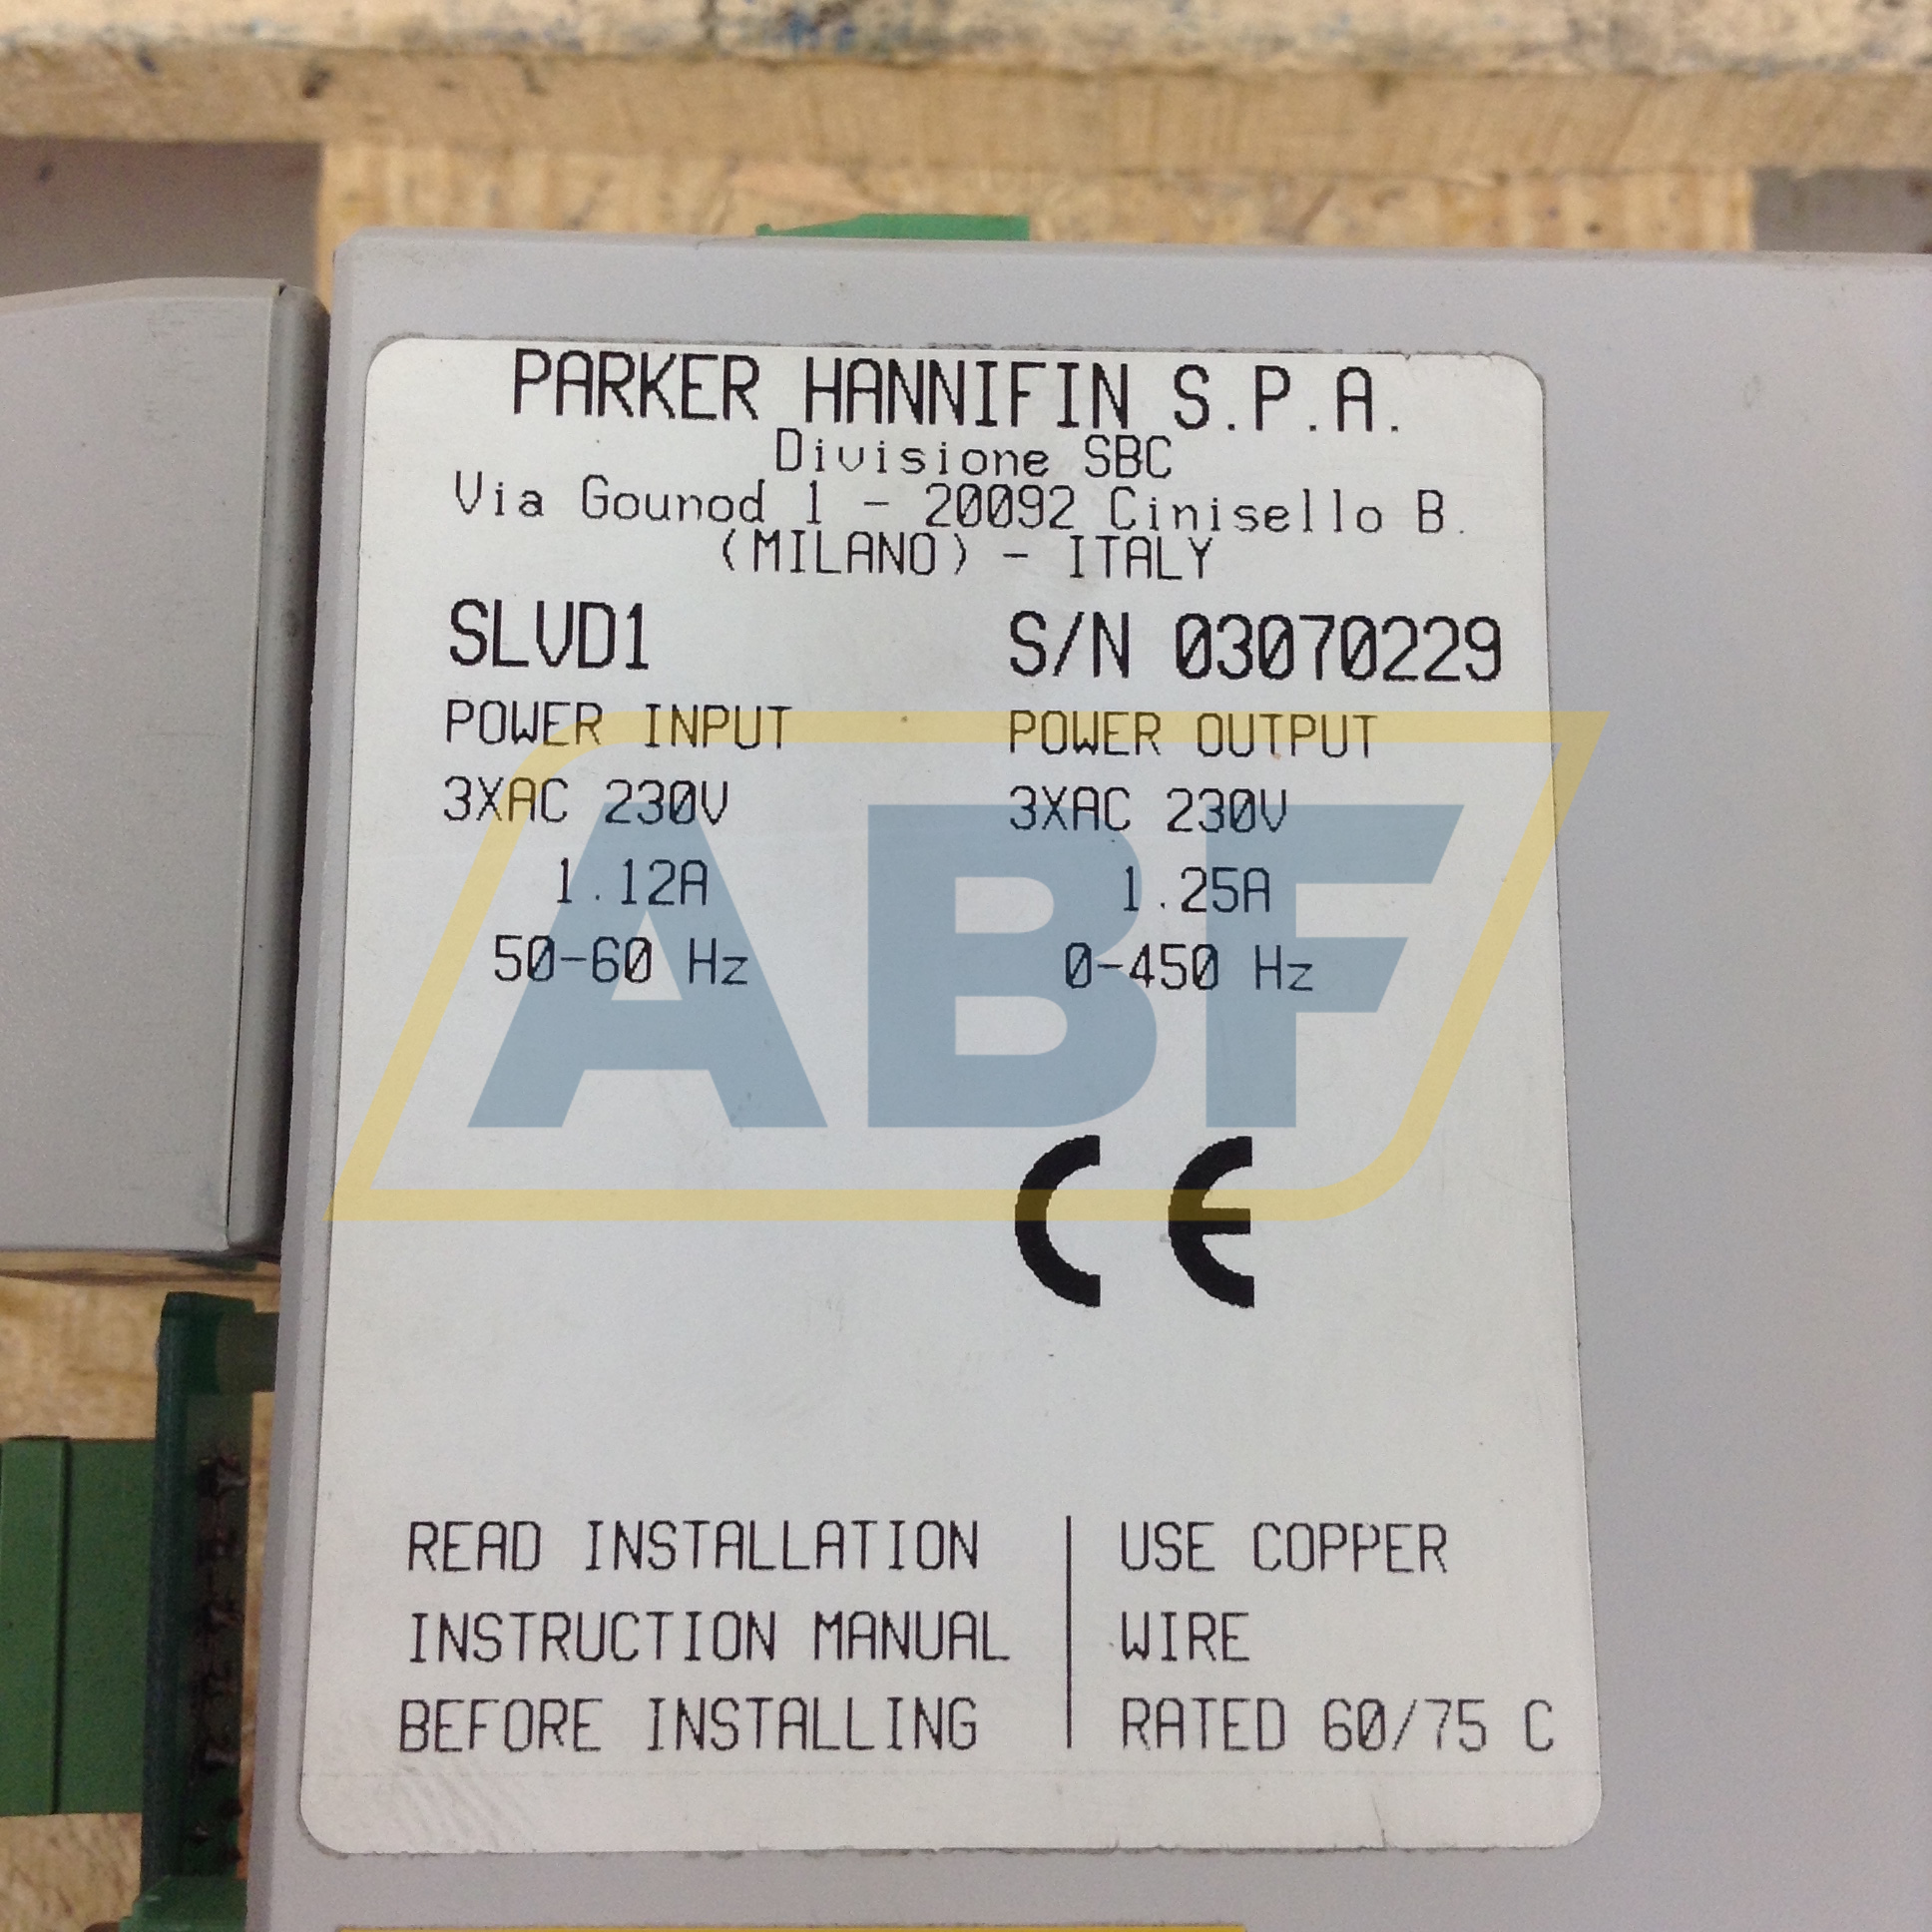 PARKER HANNIFIN S.P.A.
Divisione SBC
Via Gounod 1 - 20092 Cinisello B.
(MILANO) - ITALY
SLVD1 S/N 03070229
POWER INPUT POWER OUTPUT
3XAC 230V 3XAC 230V
1.12A 1.25A
50-60 Hz 0-450 Hz
ABF
CE
READ INSTALLATION | USE COPPER
INSTRUCTION MANUAL | WIRE
BEFORE INSTALLING | RATED 60/75 C